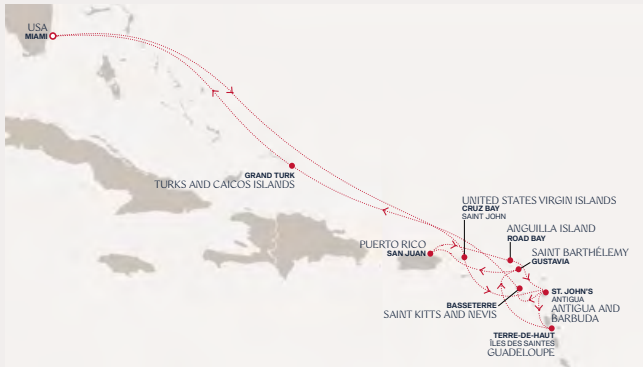 USA
MIAMI
GRAND TURK
TURKS AND CAICOS ISLANDS
UNITED STATES VIRGIN ISLANDS
CRUZ BAY
SAINT JOHN
ANGUILLA ISLAND
ROAD BAY
PUERTO RICO
SAN JUAN
SAINT BARTHÉLEMY
GUSTAVIA
ST. JOHN'S
ANTIGUA
ANTIGUA AND
BARBUDA
BASSETERRE
SAINT KITTS AND NEVIS
TERRE-DE-HAUT
ÎLES DES SAINTES
GUADELOUPE